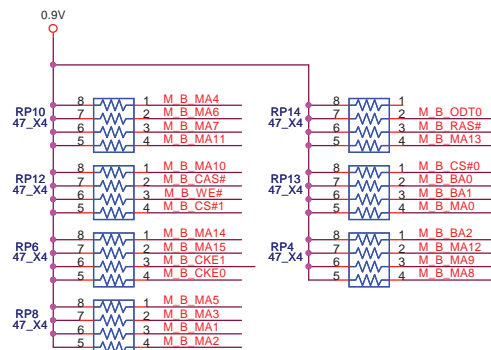 0.9V
RP10
47_X4
8 1 M_B_MA4
7 2 M_B_MA6
6 3 M_B_MA7
5 4 M_B_MA11
RP12
47_X4
8 1 M_B_MA10
7 2 M_B_CAS#
6 3 M_B_WE#
5 4 M_B_CS#1
RP6
47_X4
8 1 M_B_MA14
7 2 M_B_MA15
6 3 M_B_CKE1
5 4 M_B_CKE0
RP8
47_X4
8 1 M_B_MA5
7 2 M_B_MA3
6 3 M_B_MA1
5 4 M_B_MA2
RP14
47_X4
8 1
7 2 M_B_ODT0
6 3 M_B_RAS#
5 4 M_B_MA13
RP13
47_X4
8 1 M_B_CS#0
7 2 M_B_BA0
6 3 M_B_BA1
5 4 M_B_MA0
RP4
47_X4
8 1 M_B_BA2
7 2 M_B_MA12
6 3 M_B_MA9
5 4 M_B_MA8